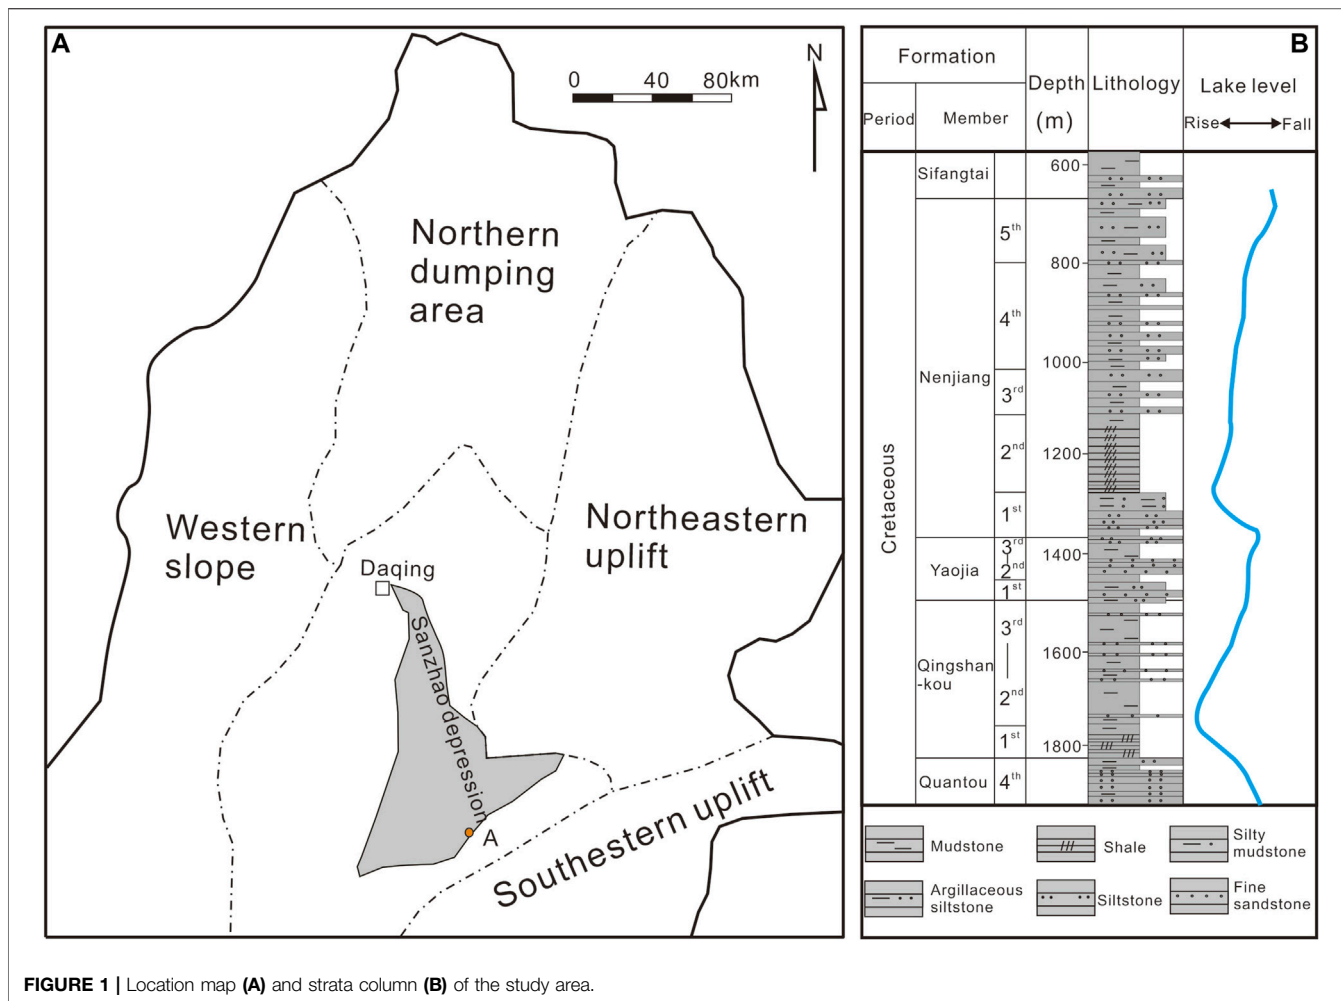 A
N
0 40 80km
Northern
dumping
area
Western
slope
Northeastern
uplift
Daqing
Sanzhao depression
A
Southestern uplift
B
Formation
Depth
(m)
Lithology
Lake level
Period
Member
Rise
Fall
Cretaceous
Sifangtai
600
Nenjiang
5th
800
4th
1000
3rd
2nd
1200
1st
Yaojia
3rd
1400
2nd
1st
Qingshan
-kou
3rd
1600
2nd
1st
1800
Quantou
4th
Mudstone
Shale
Silty
mudstone
Argillaceous
siltstone
Siltstone
Fine
sandstone
FIGURE 1 | Location map (A) and strata column (B) of the study area.